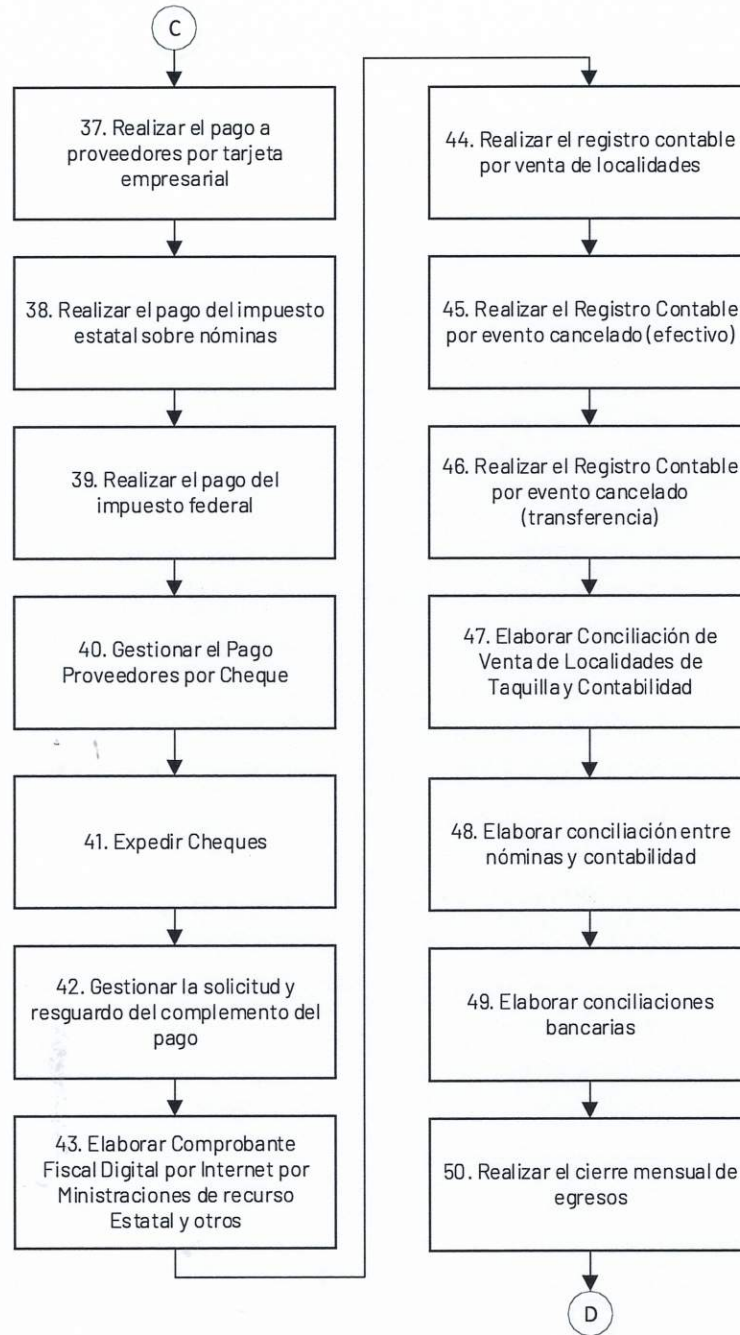 C
37. Realizar el pago a
proveedores por tarjeta
empresarial
38. Realizar el pago del impuesto
estatal sobre nóminas
39. Realizar el pago del
impuesto federal
40. Gestionar el Pago
Proveedores por Cheque
41. Expedir Cheques
42. Gestionar la solicitud y
resguardo del complemento del
pago
43. Elaborar Comprobante
Fiscal Digital por Internet por
Ministraciones de recurso
Estatal y otros
44. Realizar el registro contable
por venta de localidades
45. Realizar el Registro Contable
por evento cancelado (efectivo)
46. Realizar el Registro Contable
por evento cancelado
(transferencia)
47. Elaborar Conciliación de
Venta de Localidades de
Taquilla y Contabilidad
48. Elaborar conciliación entre
nóminas y contabilidad
49. Elaborar conciliaciones
bancarias
50. Realizar el cierre mensual de
egresos
D